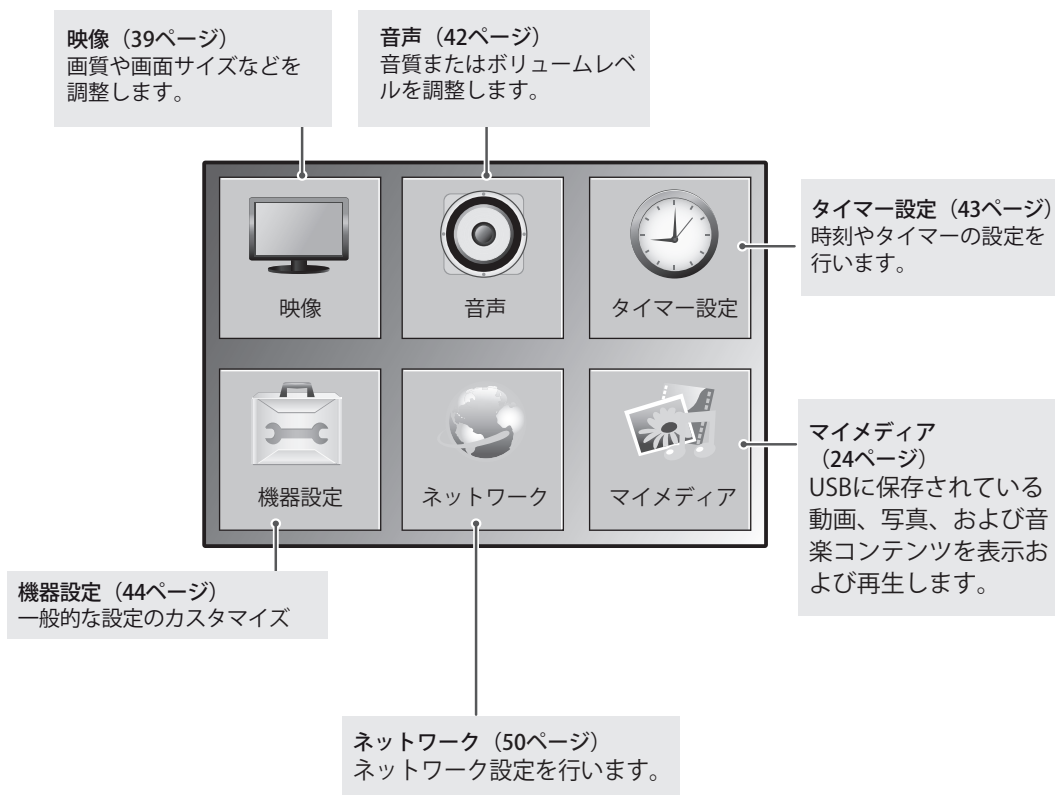 映像（39ページ）
画質や画面サイズなどを
調整します。
音声（42ページ）
音質またはボリュームレベ
ルを調整します。
タイマー設定（43ページ）
時刻やタイマーの設定を
行います。
映像
音声
タイマー設定
機器設定
ネットワーク
マイメディア
マイメディア
（24ページ）
USBに保存されている
動画、写真、および音
楽コンテンツを表示お
よび再生します。
機器設定（44ページ）
一般的な設定のカスタマイズ
ネットワーク（50ページ）
ネットワーク設定を行います。